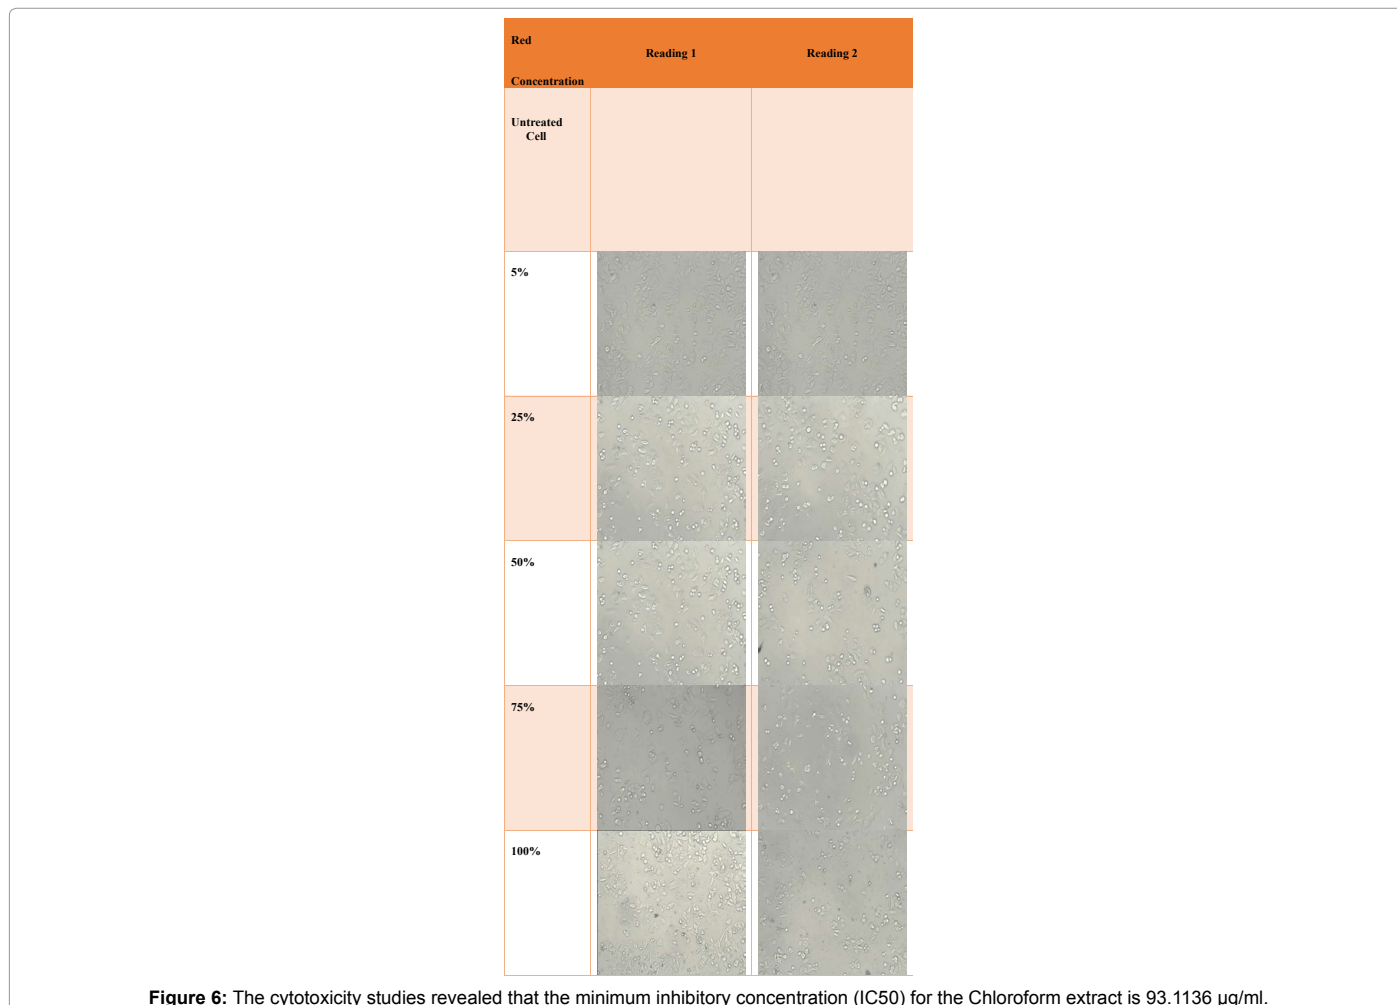 Red
Concentration
Reading 1
Reading 2
Untreated
Cell
5%
25%
50%
75%
100%
Figure 6: The cytotoxicity studies revealed that the minimum inhibitory concentration (IC50) for the Chloroform extract is 93.1136 µg/ml.